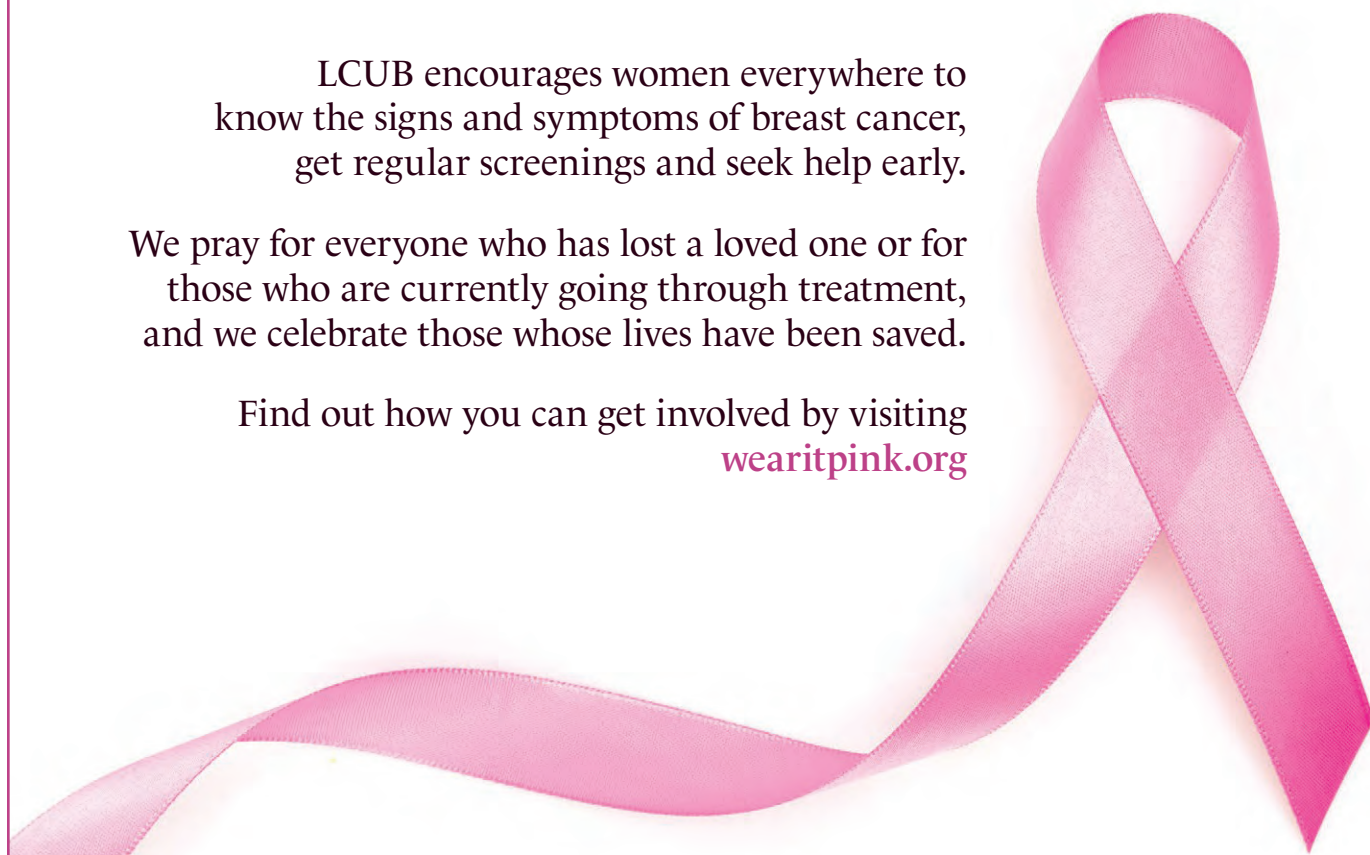 LCUB encourages women everywhere to
know the signs and symptoms of breast cancer,
get regular screenings and seek help early.
We pray for everyone who has lost a loved one or for
those who are currently going through treatment,
and we celebrate those whose lives have been saved.
Find out how you can get involved by visiting
wearitpink.org